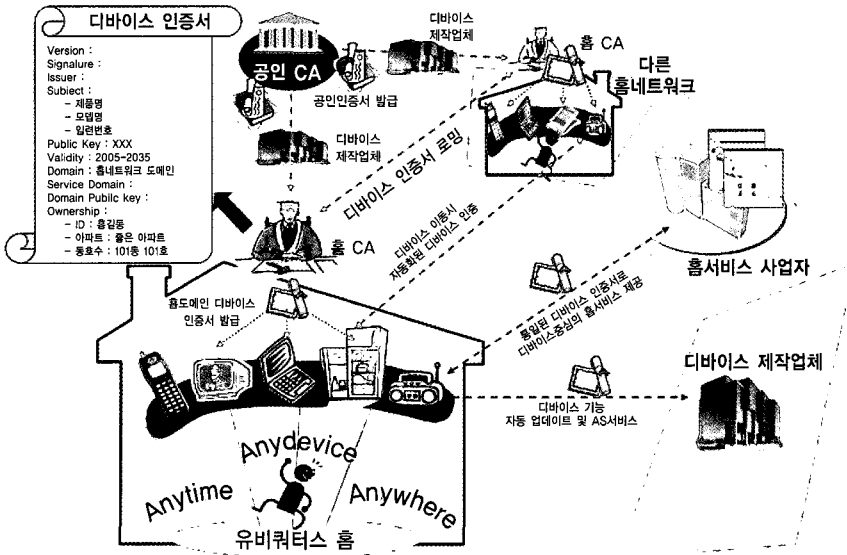 디바이스 인증서
Version :
Signalure :
Issuer :
Subiect :
- 제품명
- 모뎁명
- 일련번호
Public Key : XXX
Validity : 2005-2035
Domain : 홈네트워크 도메인
Service Domain :
Domain Public key :
Ownership :
- ID : 홍길동
- 아파트 : 좋은 아파트
- 동호수 : 101동 101호
공인 CA
공인인증서 발급
디바이스
제작업체
홈 CA
다른
홈네트워크
디바이스
제작업체
디바이스 인증서 로밍
홈 CA
디바이스 이동시
자동화된 디바이스 인증
홈서비스 사업자
통일된 디바이스 인증서로
디바이스중심의 홈서비스 제공
홈도메인 디바이스
인증서 발급
디바이스 제작업체
디바이스 기능
자동 업데이트 및 AS서비스
Anydevice
Anytime
Anywhere
유비쿼터스 홈